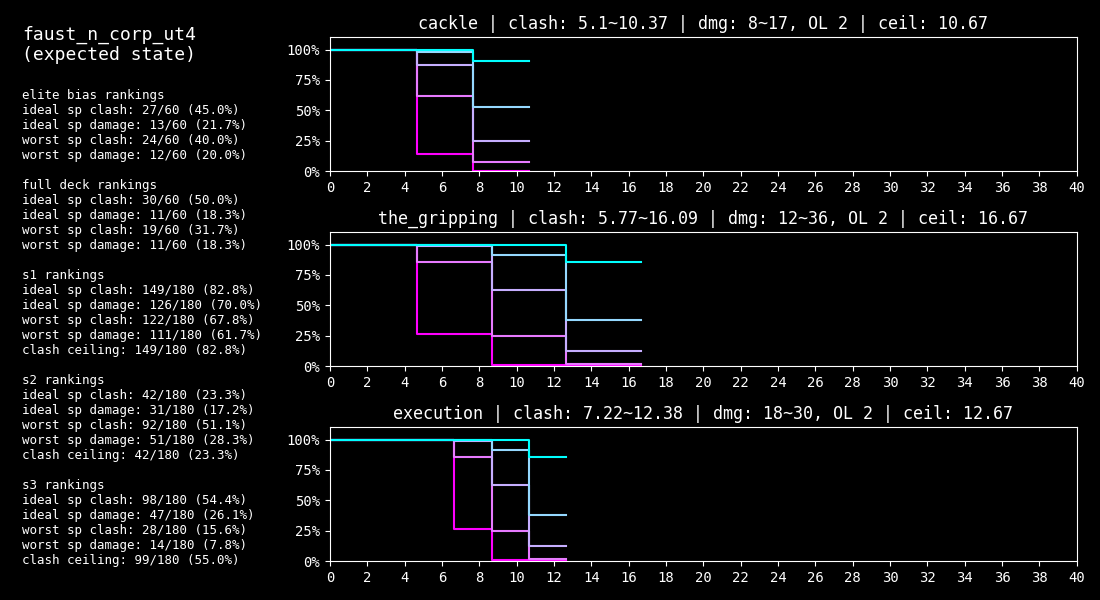 faust_n_corp_ut4
(expected state)
elite bias rankings
ideal sp clash: 27/60 (45.0%)
ideal sp damage: 13/60 (21.7%)
worst sp clash: 24/60 (40.0%)
worst sp damage: 12/60 (20.0%)
full deck rankings
ideal sp clash: 30/60 (50.0%)
ideal sp damage: 11/60 (18.3%)
worst sp clash: 19/60 (31.7%)
worst sp damage: 11/60 (18.3%)
s1 rankings
ideal sp clash: 149/180 (82.8%)
ideal sp damage: 126/180 (70.0%)
worst sp clash: 122/180 (67.8%)
worst sp damage: 111/180 (61.7%)
clash ceiling: 149/180 (82.8%)
s2 rankings
ideal sp clash: 42/180 (23.3%)
ideal sp damage: 31/180 (17.2%)
worst sp clash: 92/180 (51.1%)
worst sp damage: 51/180 (28.3%)
clash ceiling: 42/180 (23.3%)
s3 rankings
ideal sp clash: 98/180 (54.4%)
ideal sp damage: 47/180 (26.1%)
worst sp clash: 28/180 (15.6%)
worst sp damage: 14/180 (7.8%)
clash ceiling: 99/180 (55.0%)
cackle | clash: 5.1~10.37 | dmg: 8~17, OL 2 | ceil: 10.67
100%
75%
50%
25%
0%
0 2 4 6 8 10 12 14 16 18 20 22 24 26 28 30 32 34 36 38 40
the_gripping | clash: 5.77~16.09 | dmg: 12~36, OL 2 | ceil: 16.67
100%
75%
50%
25%
0%
0 2 4 6 8 10 12 14 16 18 20 22 24 26 28 30 32 34 36 38 40
execution | clash: 7.22~12.38 | dmg: 18~30, OL 2 | ceil: 12.67
100%
75%
50%
25%
0%
0 2 4 6 8 10 12 14 16 18 20 22 24 26 28 30 32 34 36 38 40